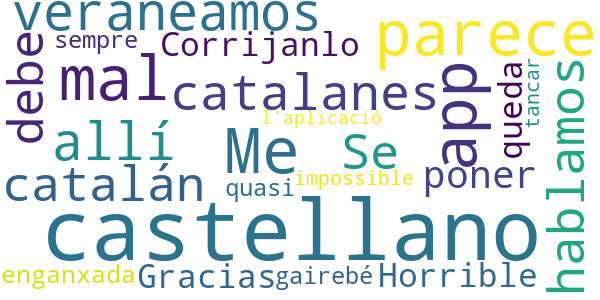 veraneamos
parece
sempre
Corrijanlo
debe
mal
catalanes
app
queda
tancar
hablamos
l'aplicació
allí
Me
Se
catalán
quasi
impossible
poner
castellano
enganxada
Gracias
gairebé
Horrible